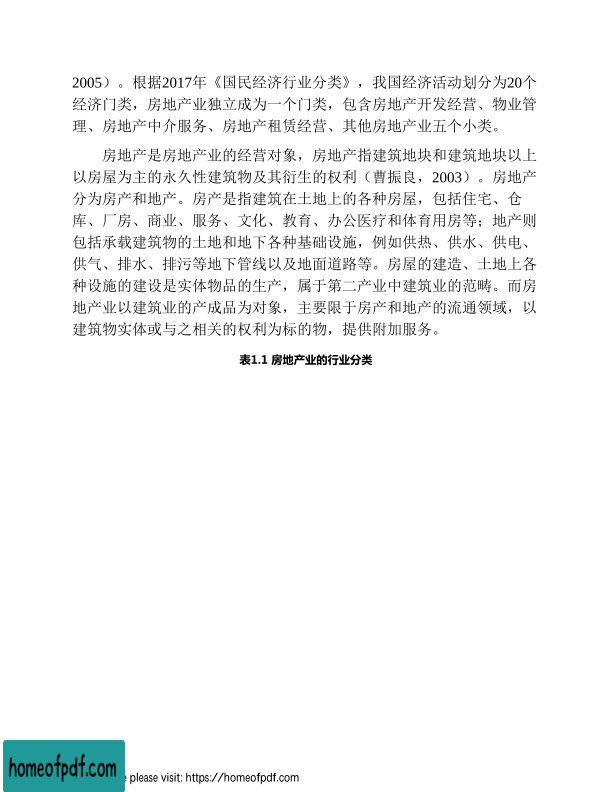 2005）。根据2017年《国民经济行业分类》，我国经济活动划分为20个
经济门类，房地产业独立成为一个门类，包含房地产开发经营、物业管
理、房地产中介服务、房地产租赁经营、其他房地产业五个小类。
房地产是房地产业的经营对象，房地产指建筑地块和建筑地块以上
以房屋为主的永久性建筑物及其衍生的权利（曹振良，2003）。房地产
分为房产和地产。房产是指建筑在土地上的各种房屋，包括住宅、仓
库、厂房、商业、服务、文化、教育、办公医疗和体育用房等；地产则
包括承载建筑物的土地和地下各种基础设施，例如供热、供水、供电、
供气、排水、排污等地下管线以及地面道路等。房屋的建造、土地上各
种设施的建设是实体物品的生产，属于第二产业中建筑业的范畴。而房
地产业以建筑业的产成品为对象，主要限于房产和地产的流通领域，以
建筑物实体或与之相关的权利为标的物，提供附加服务。
表1.1 房地产业的行业分类
homeofpdf.com
e please visit: https://homeofpdf.com